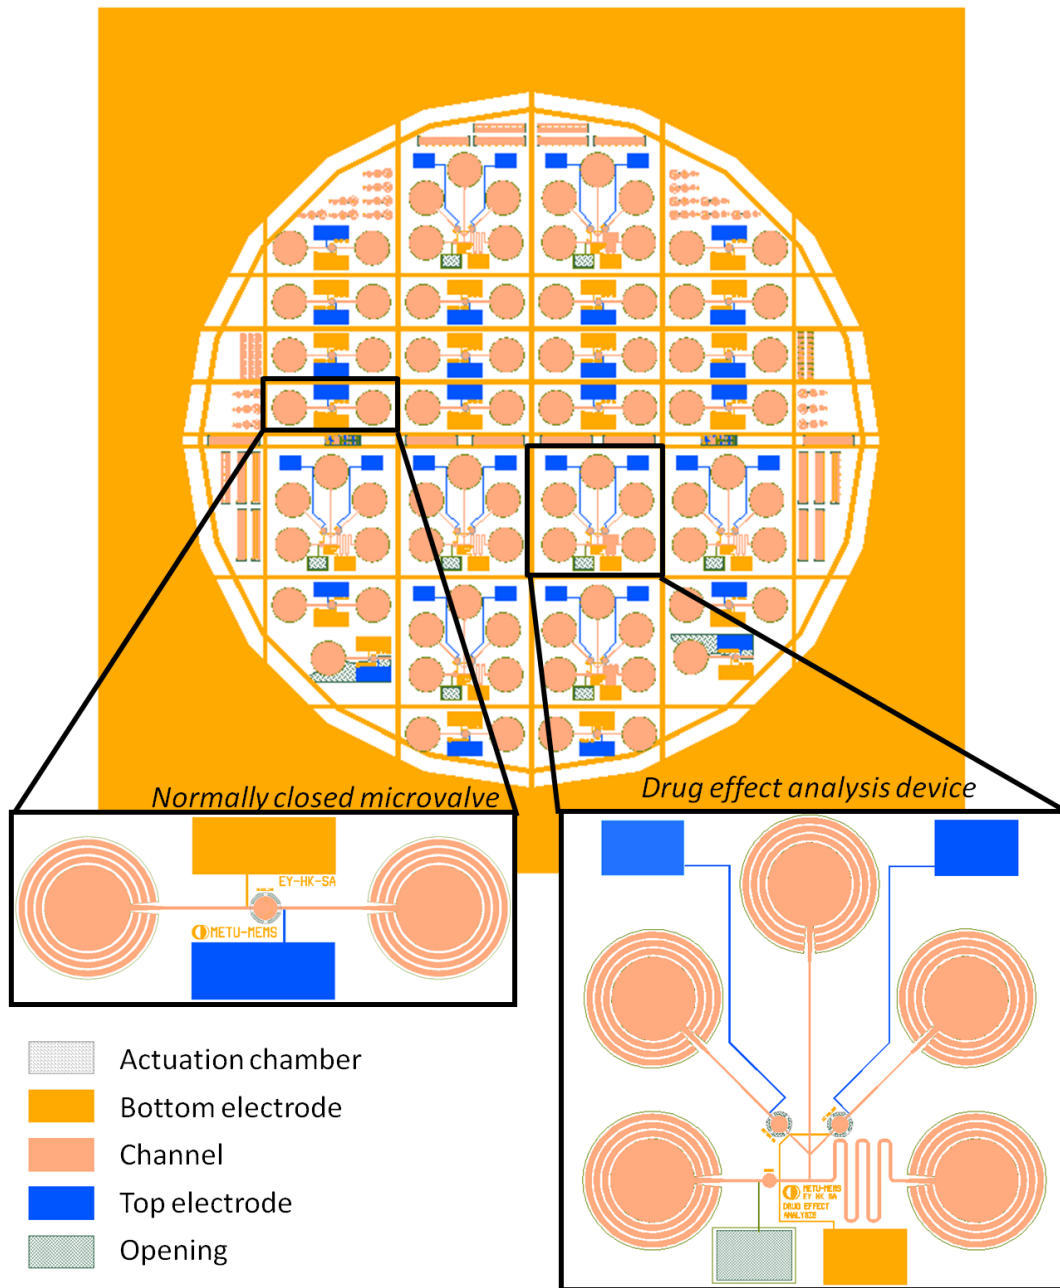 Normally closed microvalve
Drug effect analysis device
EY-HK-SA
METU-MEMS
METU-MEMS
EY HK SA
DRUG EFFECT
ANALYSIS
Actuation chamber
Bottom electrode
Channel
Top electrode
Opening